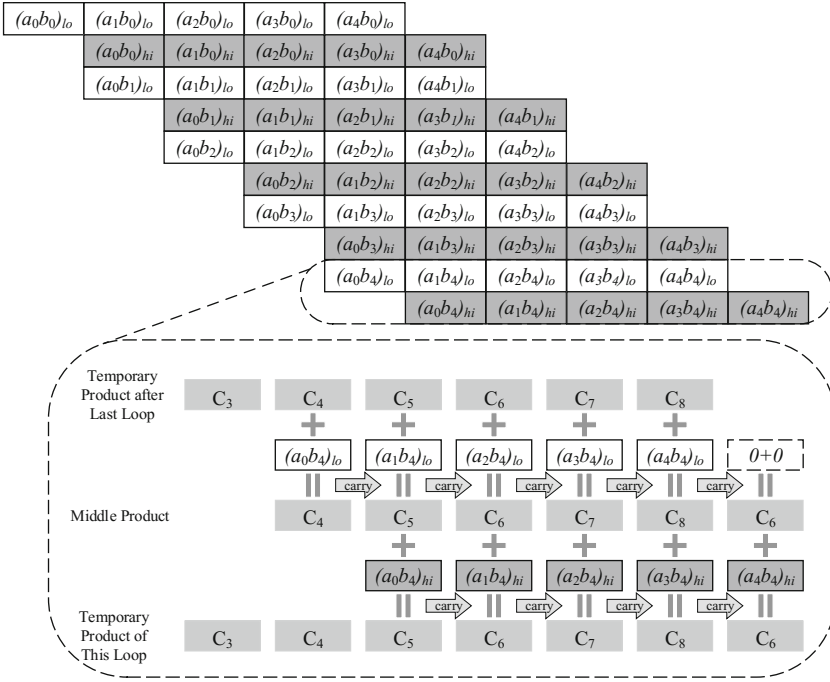 (a0b0)lo (a1b0)lo (a2b0)lo (a3b0)lo (a4b0)lo
(a0b0)hi (a1b0)hi (a2b0)hi (a3b0)hi (a4b0)hi
(a0b1)lo (a1b1)lo (a2b1)lo (a3b1)lo (a4b1)lo
(a0b1)hi (a1b1)hi (a2b1)hi (a3b1)hi (a4b1)hi
(a0b2)lo (a1b2)lo (a2b2)lo (a3b2)lo (a4b2)lo
(a0b2)hi (a1b2)hi (a2b2)hi (a3b2)hi (a4b2)hi
(a0b3)lo (a1b3)lo (a2b3)lo (a3b3)lo (a4b3)lo
(a0b3)hi (a1b3)hi (a2b3)hi (a3b3)hi (a4b3)hi
(a0b4)lo (a1b4)lo (a2b4)lo (a3b4)lo (a4b4)lo
(a0b4)hi (a1b4)hi (a2b4)hi (a3b4)hi (a4b4)hi
Temporary
Product after
Last Loop
C3 C4 C5 C6 C7 C8
+ + + + +
(a0b4)lo (a1b4)lo (a2b4)lo (a3b4)lo (a4b4)lo 0+0
carry carry carry carry carry
Middle Product
C4 C5 C6 C7 C8 C6
+ + + + +
(a0b4)hi (a1b4)hi (a2b4)hi (a3b4)hi (a4b4)hi
carry carry carry carry
Temporary
Product of
This Loop
C3 C4 C5 C6 C7 C8 C6